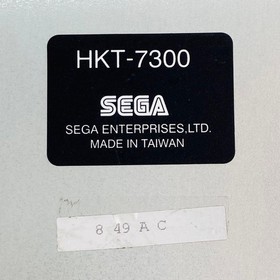 HKT-7300
SEGA
SEGA ENTERPRISES,LTD.
MADE IN TAIWAN
8 49 A C